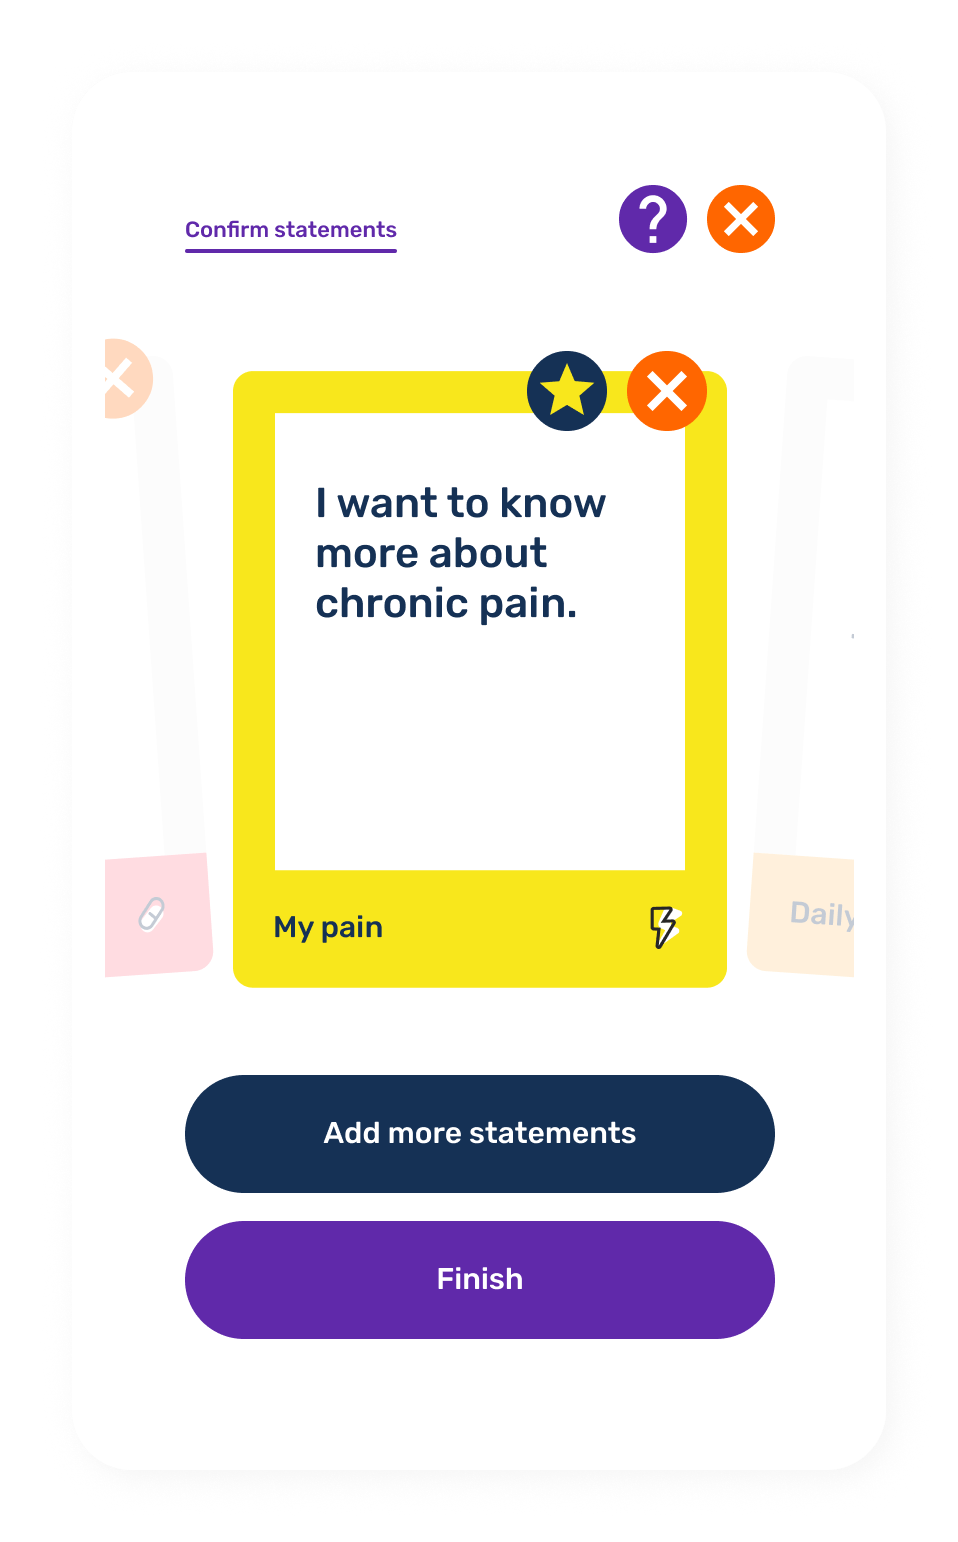 Confirm statements
?
I want to know
more about
chronic pain.
My pain
Daily
Add more statements
Finish